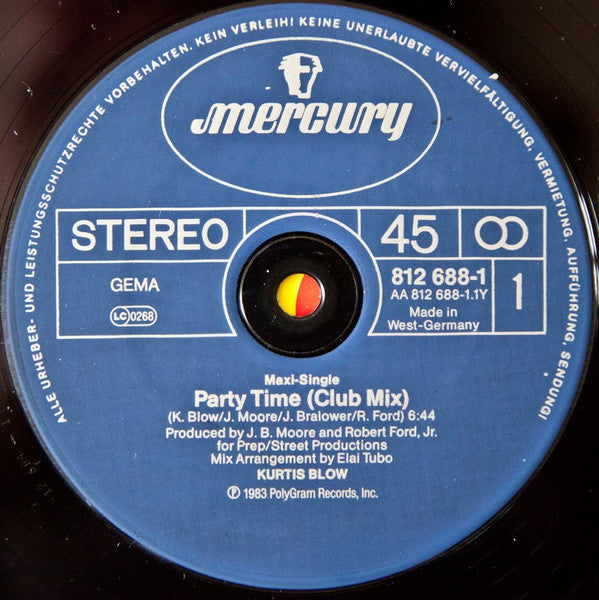 ALLE URHEBER- UND LEISTUNGSSCHUTZRECHTE VORBEHALTEN. KEIN VERLEIH! KEINE UNERLAUBTE VERVIELFÄLTIGUNG, VERMIETUNG, AUFFÜHRUNG, SENDUNG!
mercury
STEREO
45
GEMA
LC 0268
812 688-1
AA 812 688-1.1Y
Made in
West-Germany
1
Maxi-Single
Party Time (Club Mix)
(K. Blow/J. Moore/J. Bralower/R. Ford) 6:44
Produced by J. B. Moore and Robert Ford, Jr.
for Prep/Street Productions
Mix Arrangement by Elai Tubo
KURTIS BLOW
℗ 1983 PolyGram Records, Inc.